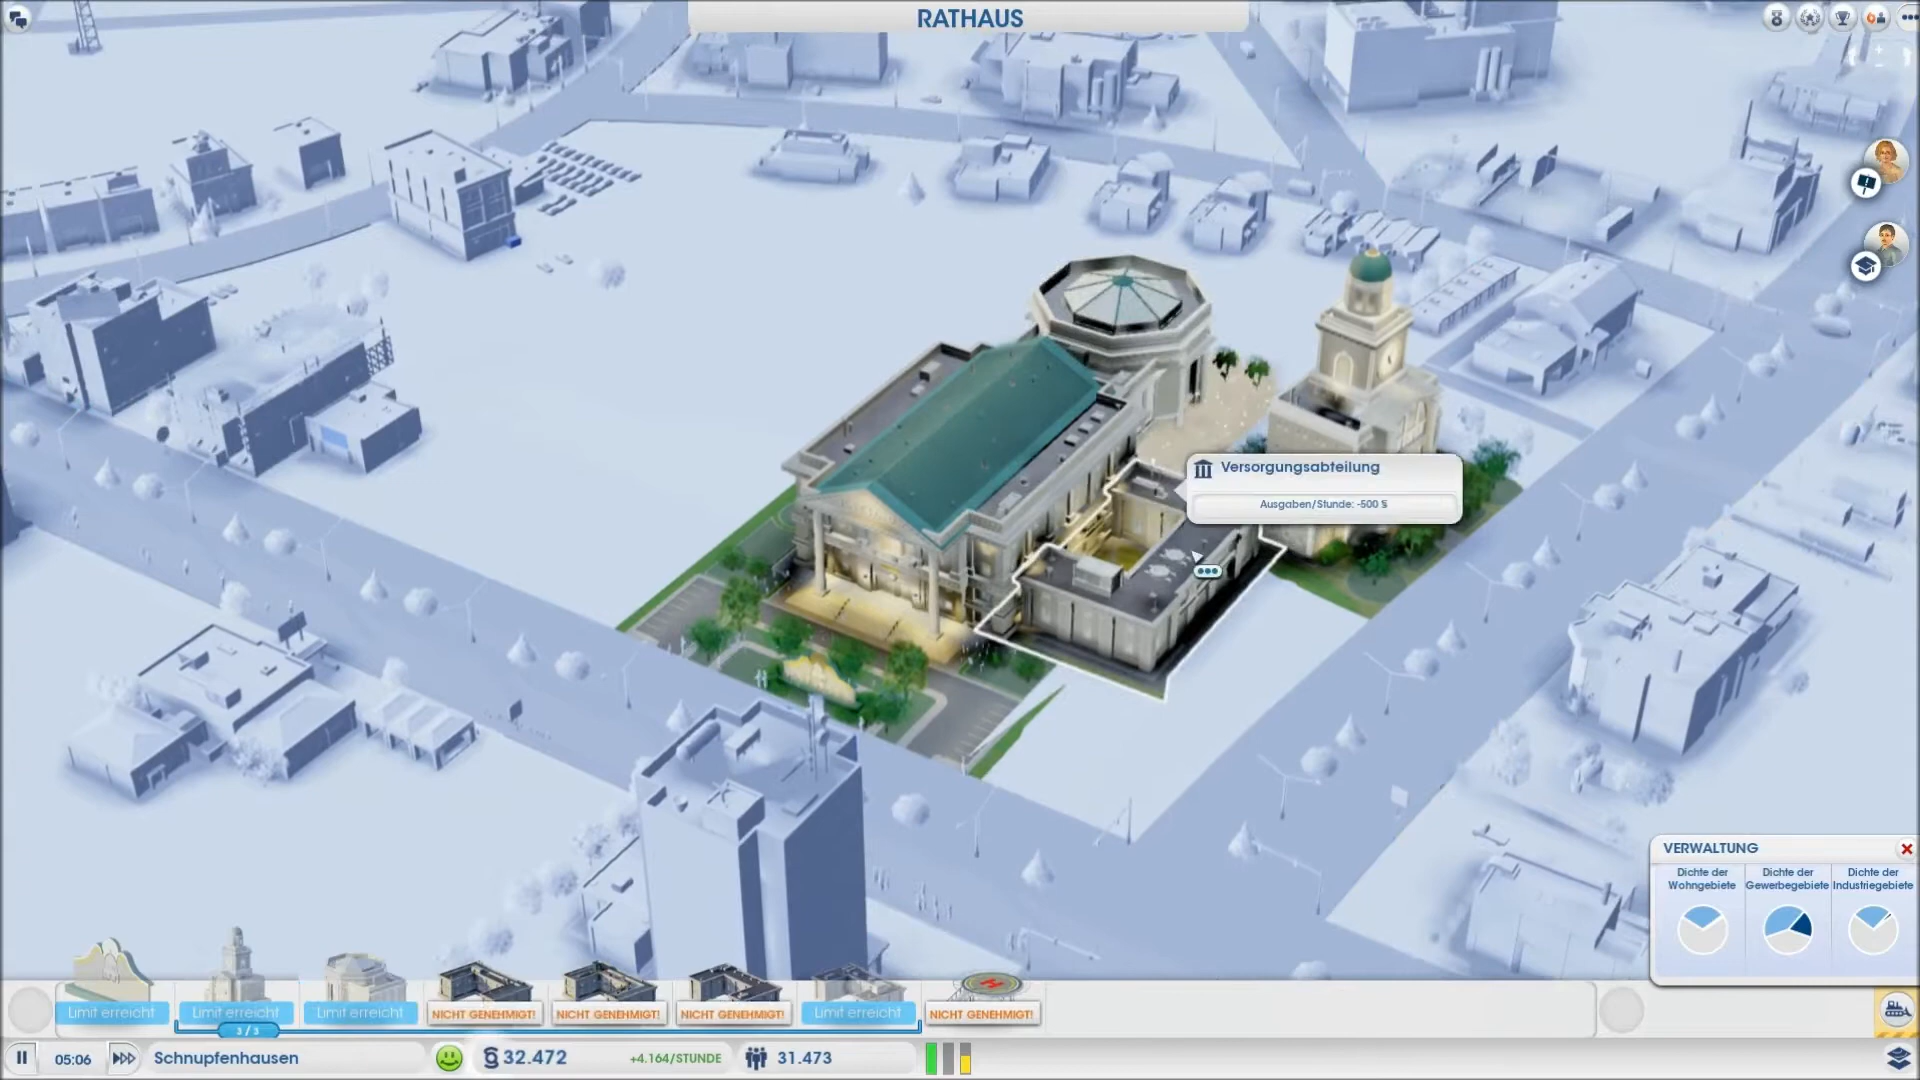 RATHAUS
Versorgungsabteilung
Ausgaben/Stunde: -500 §
VERWALTUNG
Dichte der Wohngebiete
Dichte der Gewerbegebiete
Dichte der Industriegebiete
Limit erreicht
Limit erreicht
Limit erreicht
NICHT GENEHMIGT!
NICHT GENEHMIGT!
NICHT GENEHMIGT!
Limit erreicht
NICHT GENEHMIGT!
3 / 3
05:06
Schnupfenhausen
§ 32.472
+4.164/STUNDE
31.473